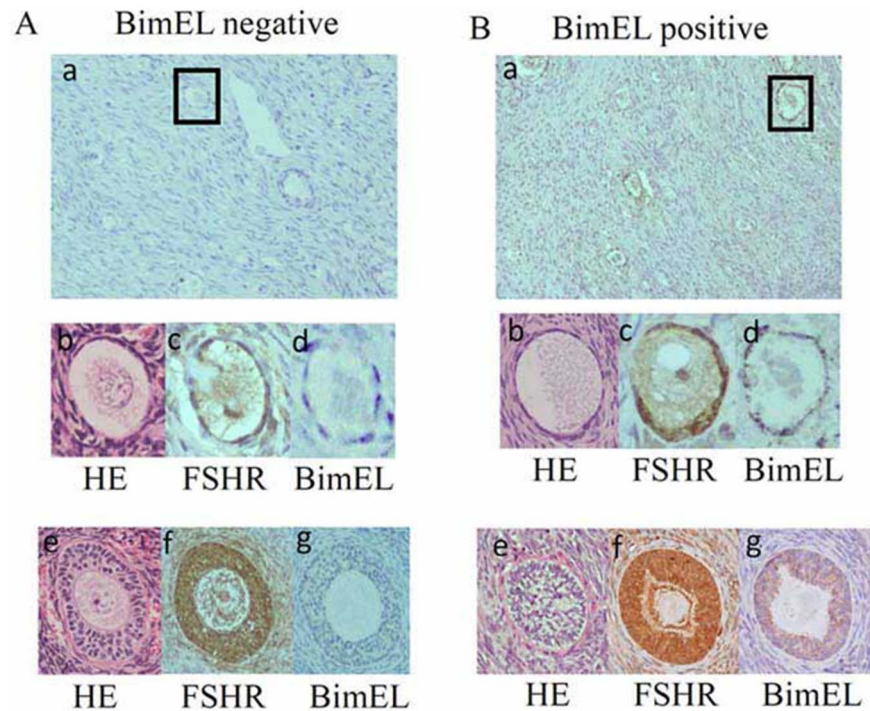 A BimEL negative
a
b c d
HE FSHR BimEL
e f g
HE FSHR BimEL
B BimEL positive
a
b c d
HE FSHR BimEL
e f g
HE FSHR BimEL